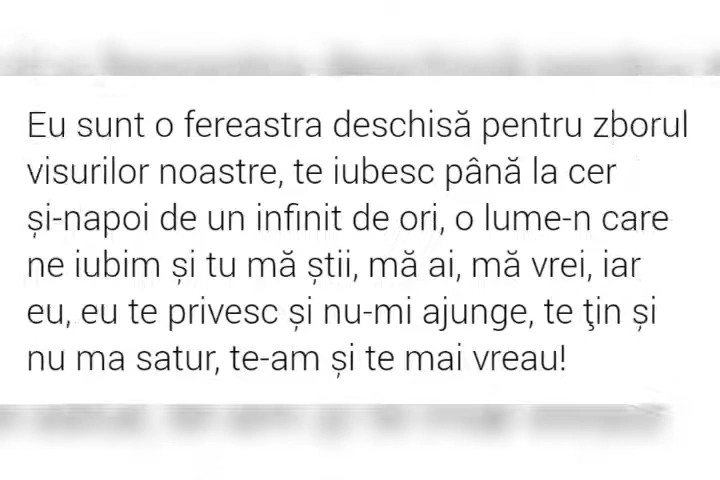 Eu sunt o fereastra deschisă pentru zborul
visurilor noastre, te iubesc până la cer
și-napoi de un infinit de ori, o lume-n care
ne iubim și tu mă știi, mă ai, mă vrei, iar
eu, eu te privesc și nu-mi ajunge, te ţin și
nu ma satur, te-am și te mai vreau!